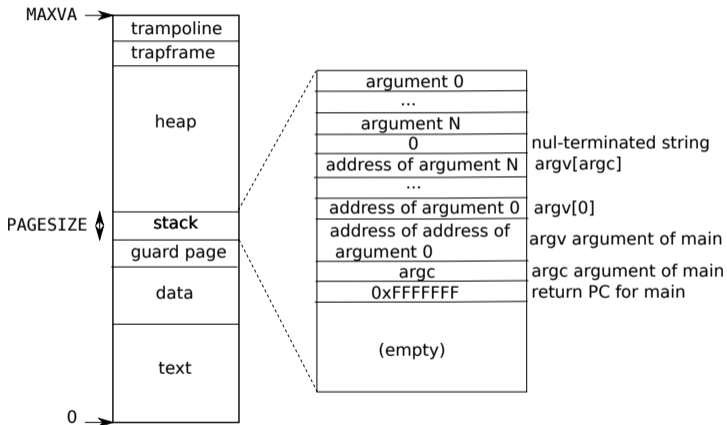 MAXVA
trampoline
trapframe
heap
PAGESIZE
stack
guard page
data
text
0
argument 0
...
argument N
0
nul-terminated string
address of argument N
argv[argc]
...
address of argument 0
argv[0]
address of address of
argument 0
argv argument of main
argc
argc argument of main
0xFFFFFFF
return PC for main
(empty)